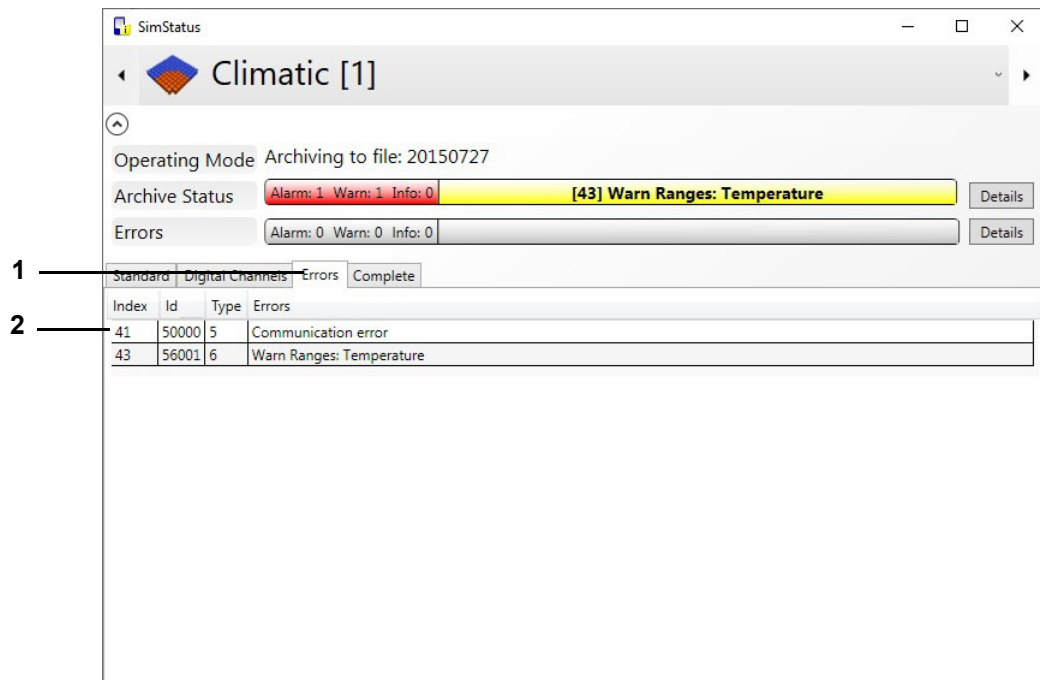 SimStatus
Climatic [1]
Operating Mode Archiving to file: 20150727
Archive Status Alarm: 1 Warn: 1 Info: 0 [43] Warn Ranges: Temperature Details
Errors Alarm: 0 Warn: 0 Info: 0 Details
1 Standard Digital Channels Errors Complete
Index Id Type Errors
2 41 50000 5 Communication error
43 56001 6 Warn Ranges: Temperature